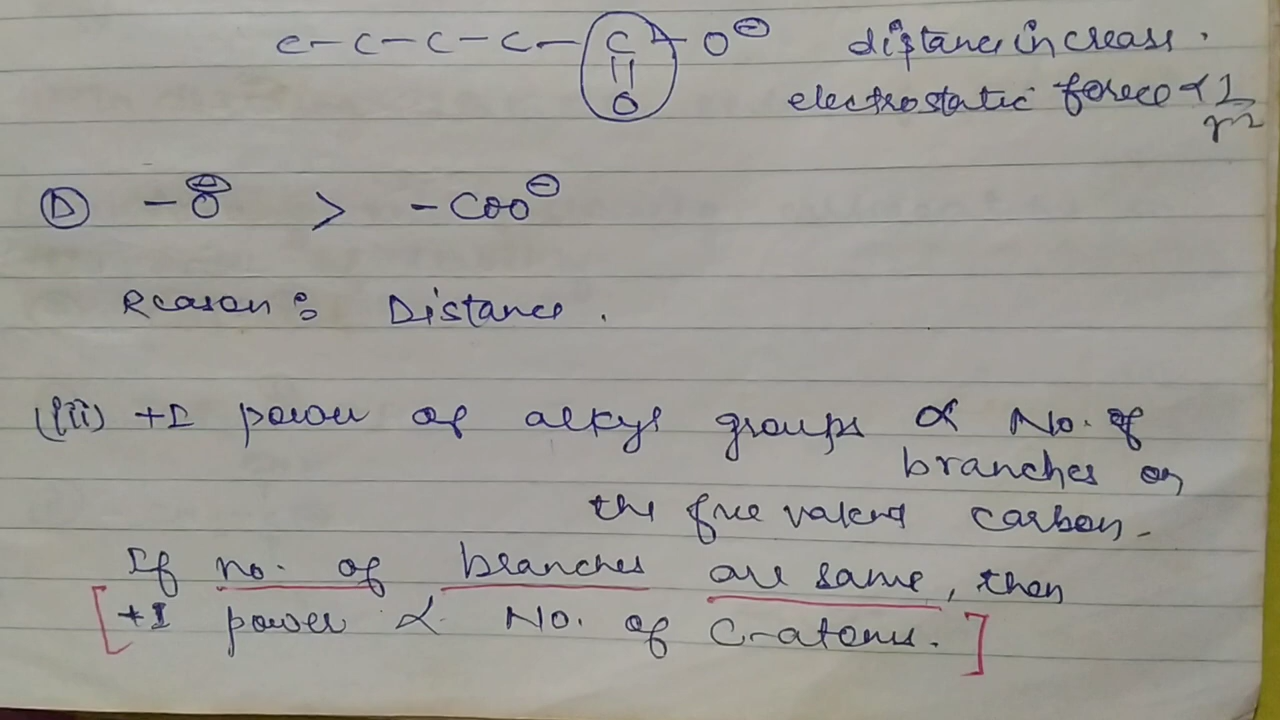 C-C-C-C-C-O⊖ distance increase.
||
O electrostatic force ∝ 1/r²
Ⓓ -O⊖ > -COO⊖
Reason: Distance.
(iii) +I power of alkyl groups ∝ No. of
branches on
the free valent carbon.
If no. of branches are same, then
[+I power ∝ No. of C-atoms.]